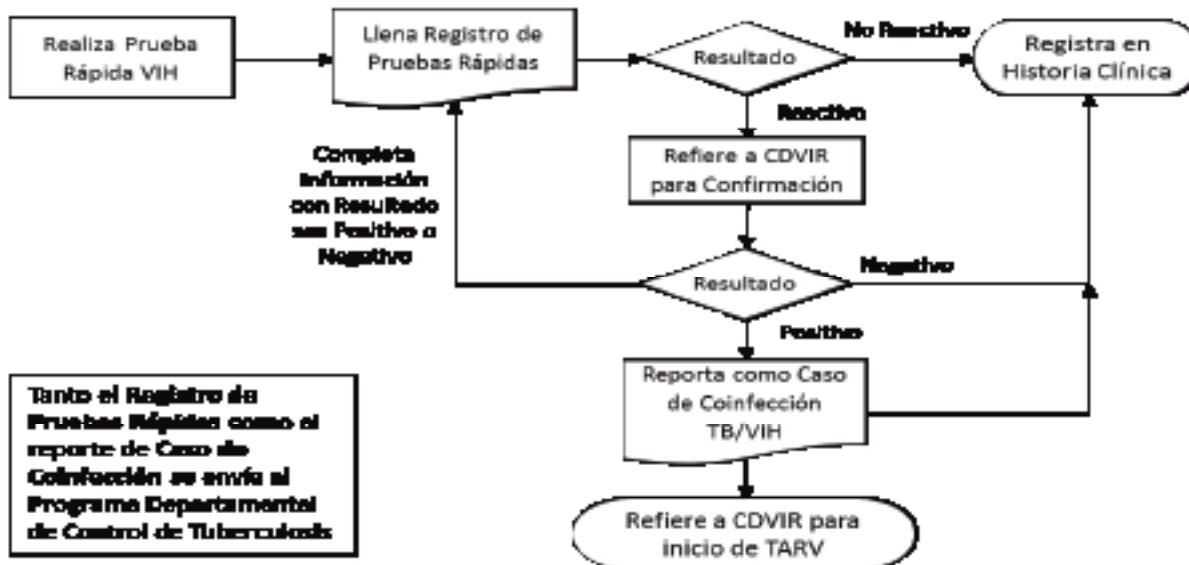 Realiza Prueba
Rápida VIH
Llena Registro de
Pruebas Rápidas
Resultado
No Reactivo
Registra en
Historia Clínica
Reactivo
Refiere a CDVIR
para Confirmación
Completa
Información
con Resultado
sea Positivo o
Negativo
Resultado
Negativo
Positivo
Reporta como Caso
de Coinfección
TB/VIH
Tanto el Registro de
Pruebas Rápidas como el
reporte de Caso de
Coinfección se envía al
Programa Departamental
de Control de Tuberculosis
Refiere a CDVIR para
inicio de TARV